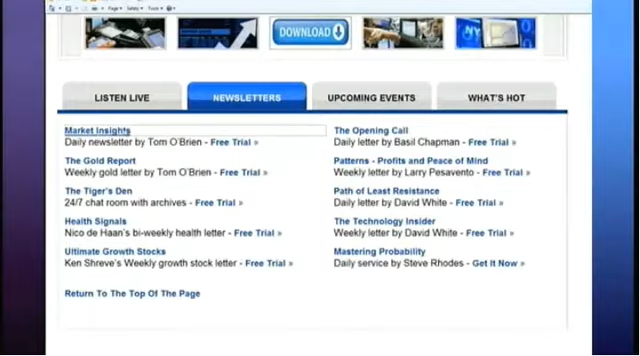 Page Safety Tools
DOWNLOAD
NY
LISTEN LIVE
NEWSLETTERS
UPCOMING EVENTS
WHAT'S HOT
Market Insights
Daily newsletter by Tom O'Brien - Free Trial »
The Gold Report
Weekly gold letter by Tom O'Brien - Free Trial »
The Tiger's Den
24/7 chat room with archives - Free Trial »
Health Signals
Nico de Haan's bi-weekly health letter - Free Trial »
Ultimate Growth Stocks
Ken Shreve's Weekly growth stock letter - Free Trial »
Return To The Top Of The Page
The Opening Call
Daily letter by Basil Chapman - Free Trial »
Patterns - Profits and Peace of Mind
Weekly letter by Larry Pesavento - Free Trial »
Path of Least Resistance
Daily letter by David White - Free Trial »
The Technology Insider
Weekly letter by David White - Free Trial »
Mastering Probability
Daily service by Steve Rhodes - Get It Now »